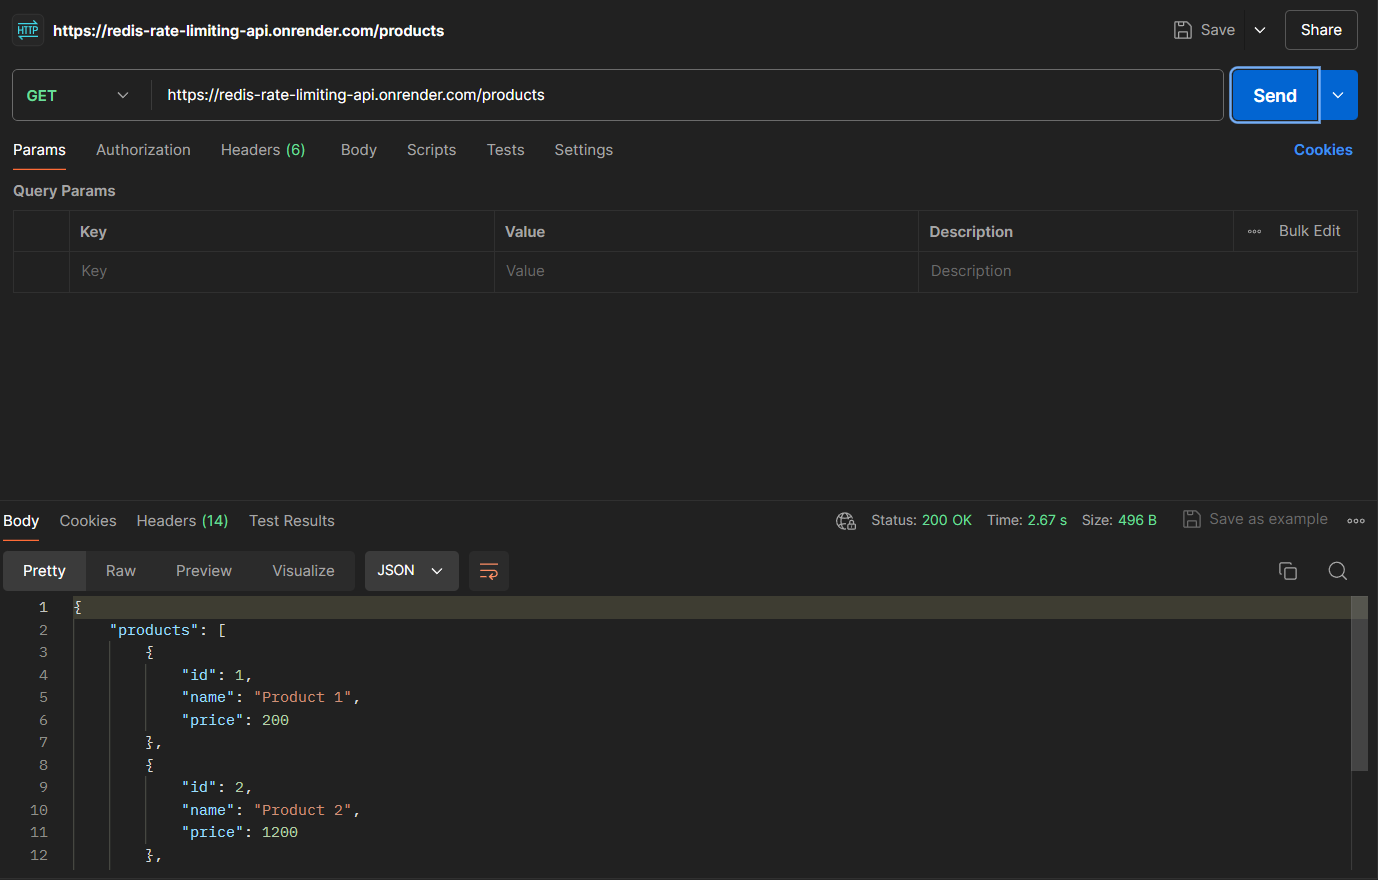 HTTP https://redis-rate-limiting-api.onrender.com/products Save Share
GET https://redis-rate-limiting-api.onrender.com/products Send
Params Authorization Headers (6) Body Scripts Tests Settings Cookies
Query Params
Key Value Description Bulk Edit
Key Value Description
Body Cookies Headers (14) Test Results Status: 200 OK Time: 2.67 s Size: 496 B Save as example
Pretty Raw Preview Visualize JSON
1 {
2 "products": [
3 {
4 "id": 1,
5 "name": "Product 1",
6 "price": 200
7 },
8 {
9 "id": 2,
10 "name": "Product 2",
11 "price": 1200
12 },